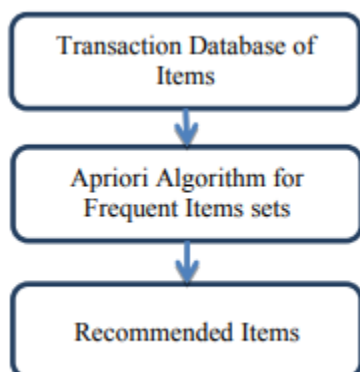 Transaction Database of
Items
Apriori Algorithm for
Frequent Items sets
Recommended Items